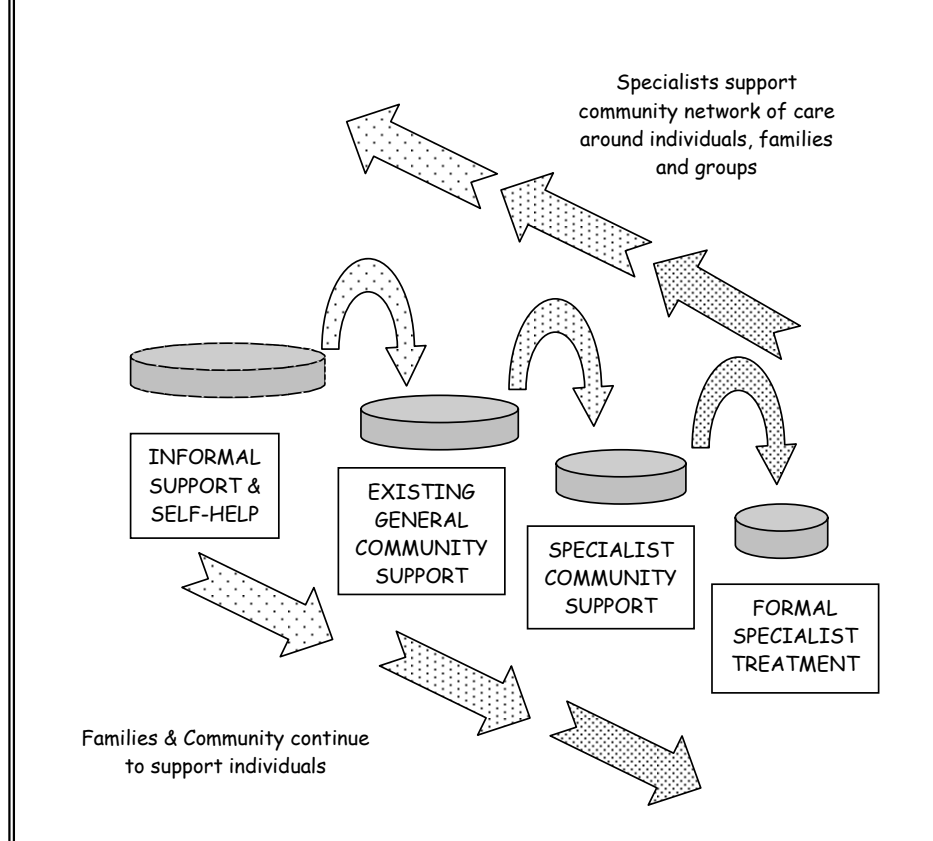 Specialists support
community network of care
around individuals, families
and groups
INFORMAL
SUPPORT &
SELF-HELP
EXISTING
GENERAL
COMMUNITY
SUPPORT
SPECIALIST
COMMUNITY
SUPPORT
FORMAL
SPECIALIST
TREATMENT
Families & Community continue
to support individuals